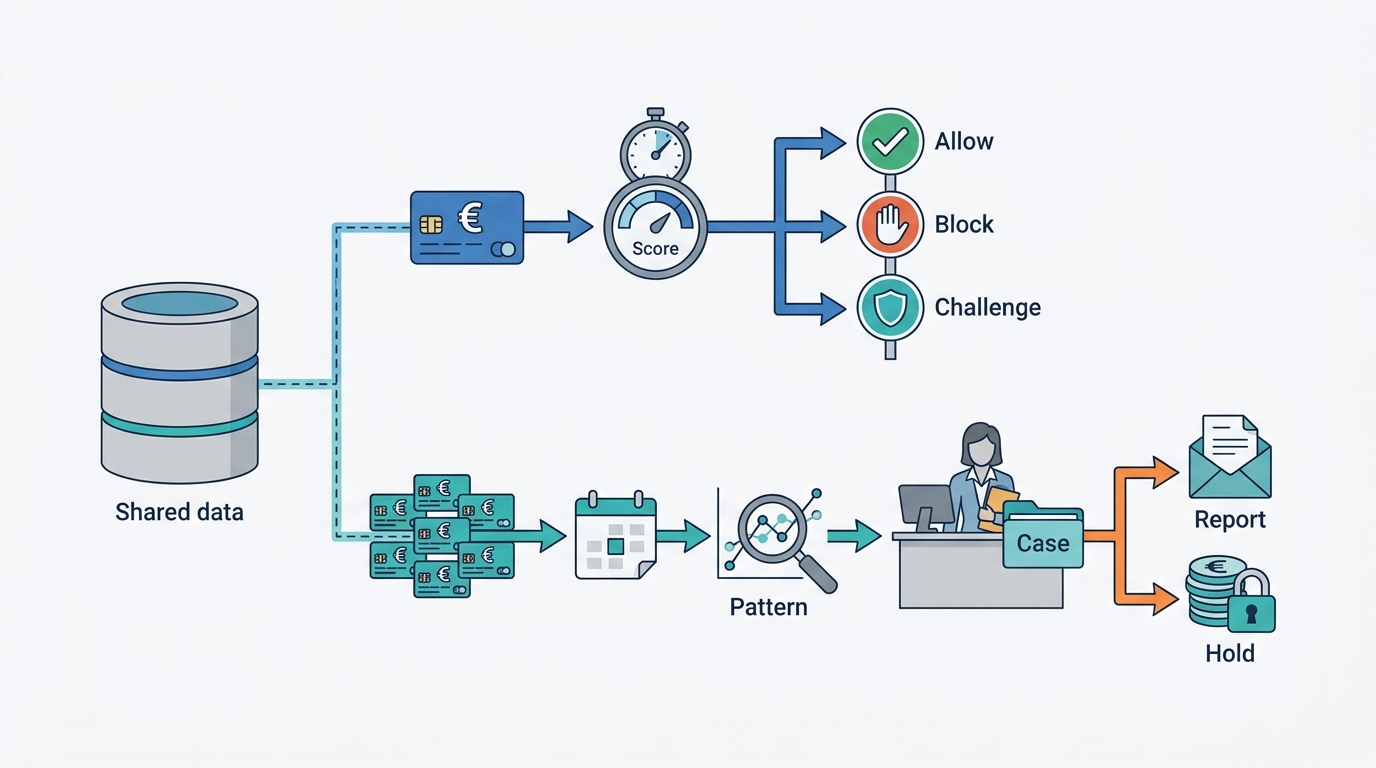 Shared data
€
Score
Allow
Block
Challenge
€
€
€
€
€
€
€
Pattern
Case
Report
€
Hold